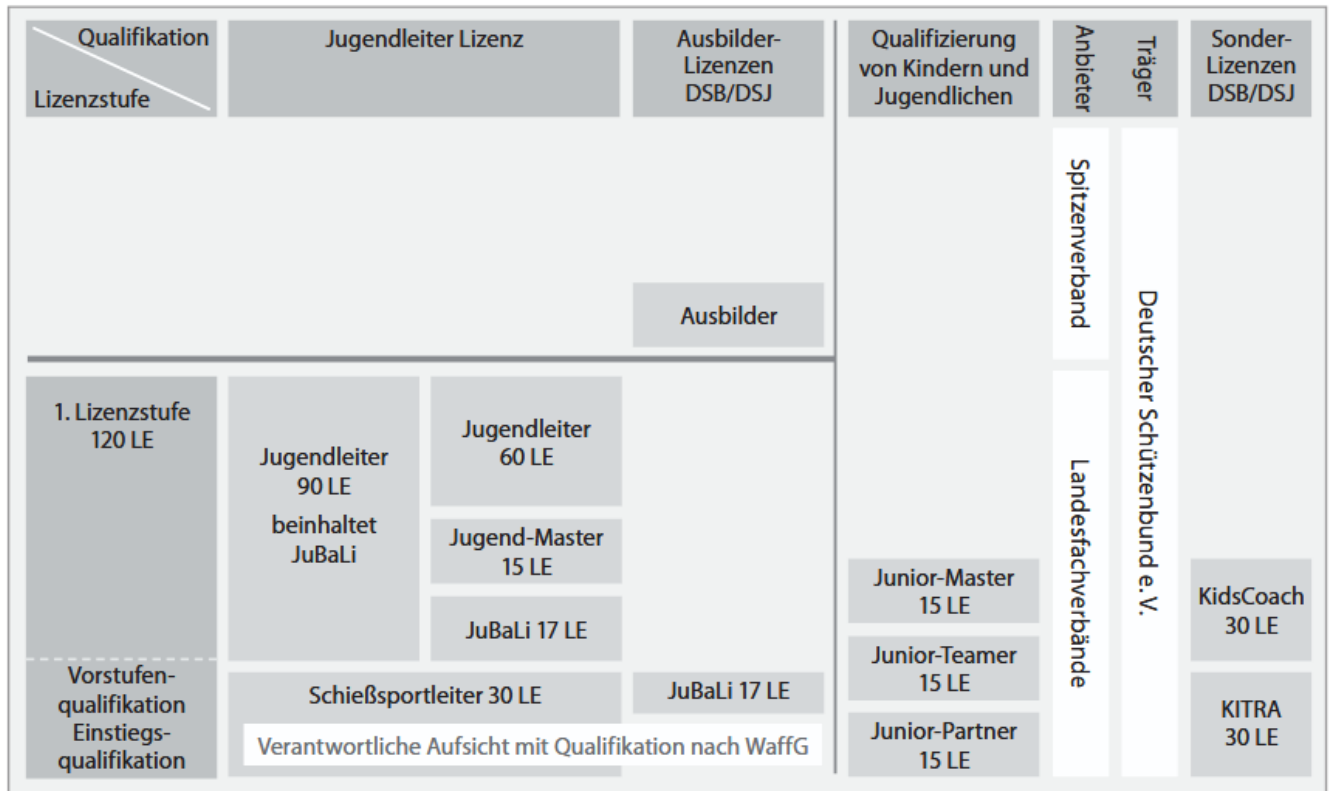 Qualifikation
Lizenzstufe
Jugendleiter Lizenz
Ausbilder-
Lizenzen
DSB/DSJ
Qualifizierung
von Kindern und
Jugendlichen
Anbieter
Träger
Sonder-
Lizenzen
DSB/DSJ
Ausbilder
Spitzenverband
Deutscher Schützenbund e. V.
1. Lizenzstufe
120 LE
Jugendleiter
90 LE
beinhaltet
JuBaLi
Jugendleiter
60 LE
Jugend-Master
15 LE
JuBaLi 17 LE
Landesfachverbände
Junior-Master
15 LE
KidsCoach
30 LE
Vorstufen-
qualifikation
Einstiegs-
qualifikation
Schießsportleiter 30 LE
JuBaLi 17 LE
Verantwortliche Aufsicht mit Qualifikation nach WaffG
Junior-Teamer
15 LE
Junior-Partner
15 LE
KITRA
30 LE